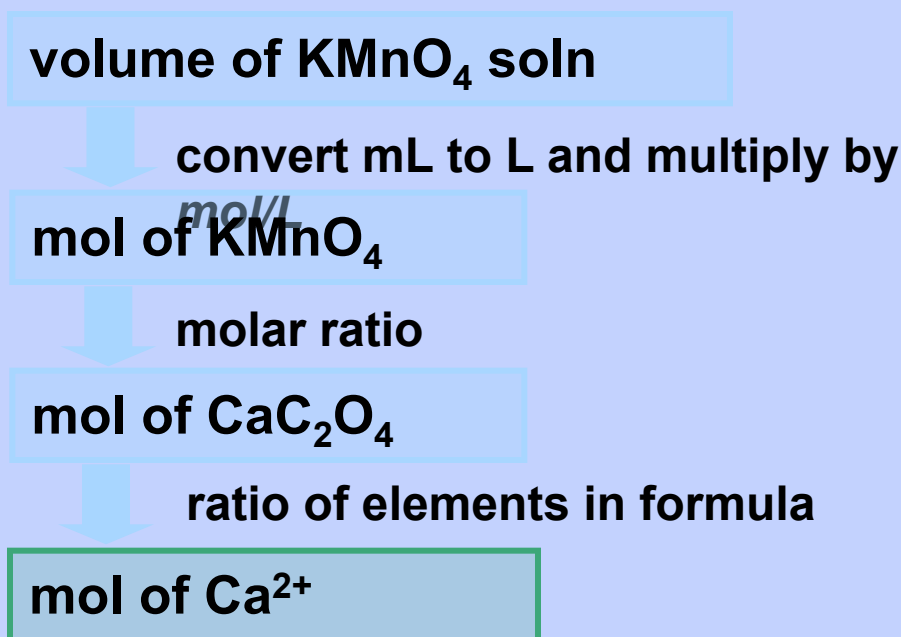 volume of KMnO₄ soln
convert mL to L and multiply by
mol/L
mol of KMnO₄
molar ratio
mol of CaC₂O₄
ratio of elements in formula
mol of Ca²⁺